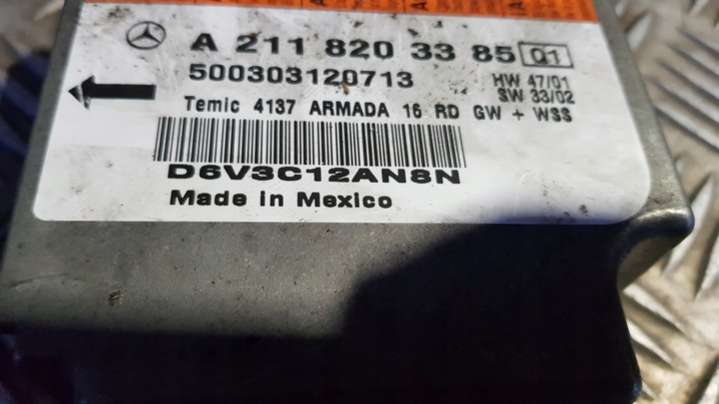 A 211 820 33 85 Q1
500303120713
HW 47/01
SW 33/02
Temic 4137 ARMADA 16 RD GW + WSS
D6V3C12AN8N
Made in Mexico